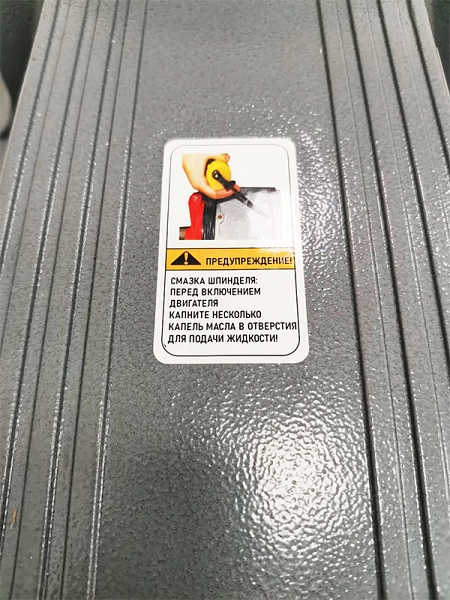 ПРЕДУПРЕЖДЕНИЕ!
СМАЗКА ШПИНДЕЛЯ:
ПЕРЕД ВКЛЮЧЕНИЕМ
ДВИГАТЕЛЯ
КАПНИТЕ НЕСКОЛЬКО
КАПЕЛЬ МАСЛА В ОТВЕРСТИЯ
ДЛЯ ПОДАЧИ ЖИДКОСТИ!